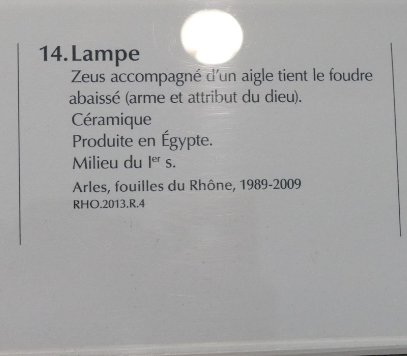 14. Lampe
Zeus accompagné d'un aigle tient le foudre
abaissé (arme et attribut du dieu).
Céramique
Produite en Égypte.
Milieu du Iᵉʳ s.
Arles, fouilles du Rhône, 1989-2009
RHO.2013.R.4